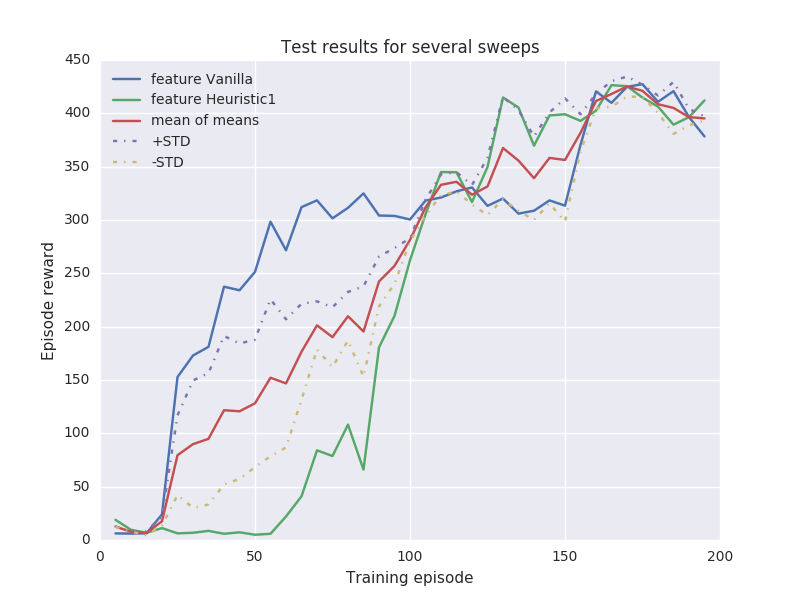 Test results for several sweeps
450
400
350
300
250
200
150
100
50
0
Episode reward
feature Vanilla
feature Heuristic1
mean of means
+STD
-STD
0 50 100 150 200
Training episode